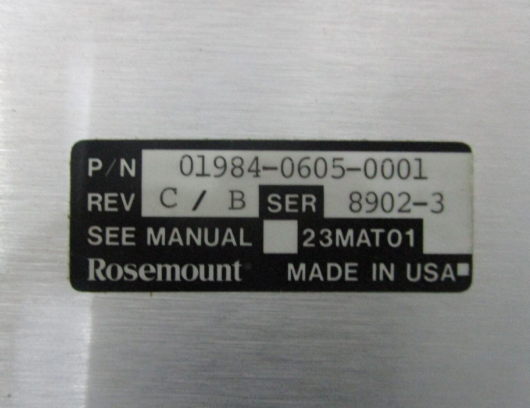 P/N 01984-0605-0001
REV C / B SER 8902-3
SEE MANUAL 23MAT01
Rosemount MADE IN USA